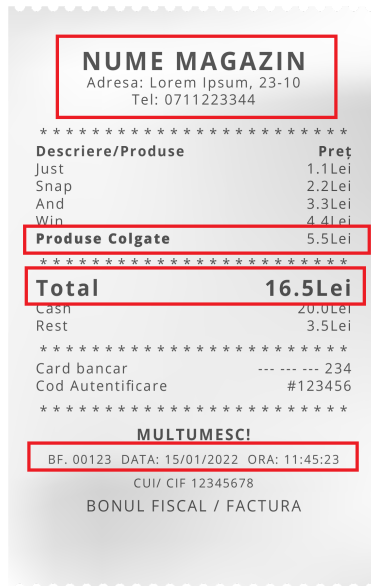 NUME MAGAZIN
Adresa: Lorem Ipsum, 23-10
Tel: 0711223344
* * * * * * * * * * * * * * * * * * * * * * * *
Descriere/Produse Preț
Just 1.1Lei
Snap 2.2Lei
And 3.3Lei
Win 4.4Lei
Produse Colgate 5.5Lei
* * * * * * * * * * * * * * * * * * * * * * * *
Total 16.5Lei
Cash 20.0Lei
Rest 3.5Lei
* * * * * * * * * * * * * * * * * * * * * * * *
Card bancar --- --- --- 234
Cod Autentificare #123456
* * * * * * * * * * * * * * * * * * * * * * * *
MULTUMESC!
BF. 00123 DATA: 15/01/2022 ORA: 11:45:23
CUI/ CIF 12345678
BONUL FISCAL / FACTURA